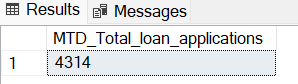 Results Messages
MTD_Total_loan_applications
1 4314